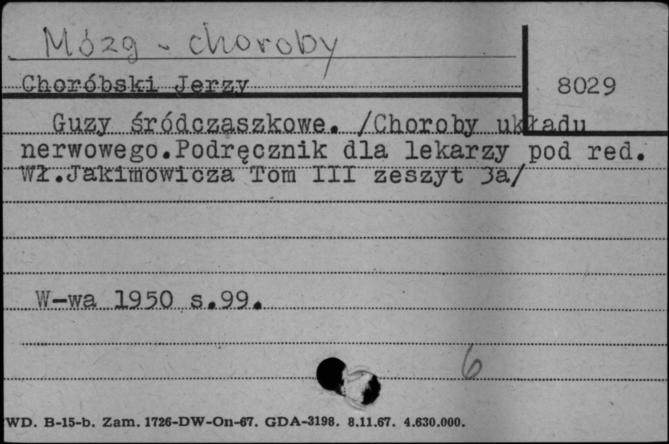 Mózg - choroby
Choróbski Jerzy
8029
Guzy śródczaszkowe. /Choroby układu
nerwowego.Podręcznik dla lekarzy pod red.
Wł.Jakimowicza Tom III zeszyt 3a/
W-wa 1950 s.99.
6
WD. B-15-b. Zam. 1726-DW-On-67. GDA-3198. 8.11.67. 4.630.000.